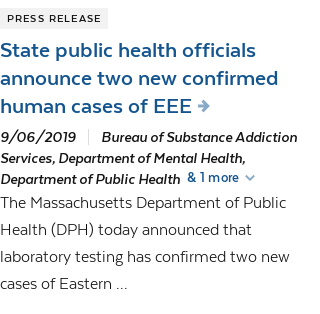 PRESS RELEASE
State public health officials
announce two new confirmed
human cases of EEE
9/06/2019 Bureau of Substance Addiction
Services, Department of Mental Health,
Department of Public Health & 1 more
The Massachusetts Department of Public
Health (DPH) today announced that
laboratory testing has confirmed two new
cases of Eastern ...